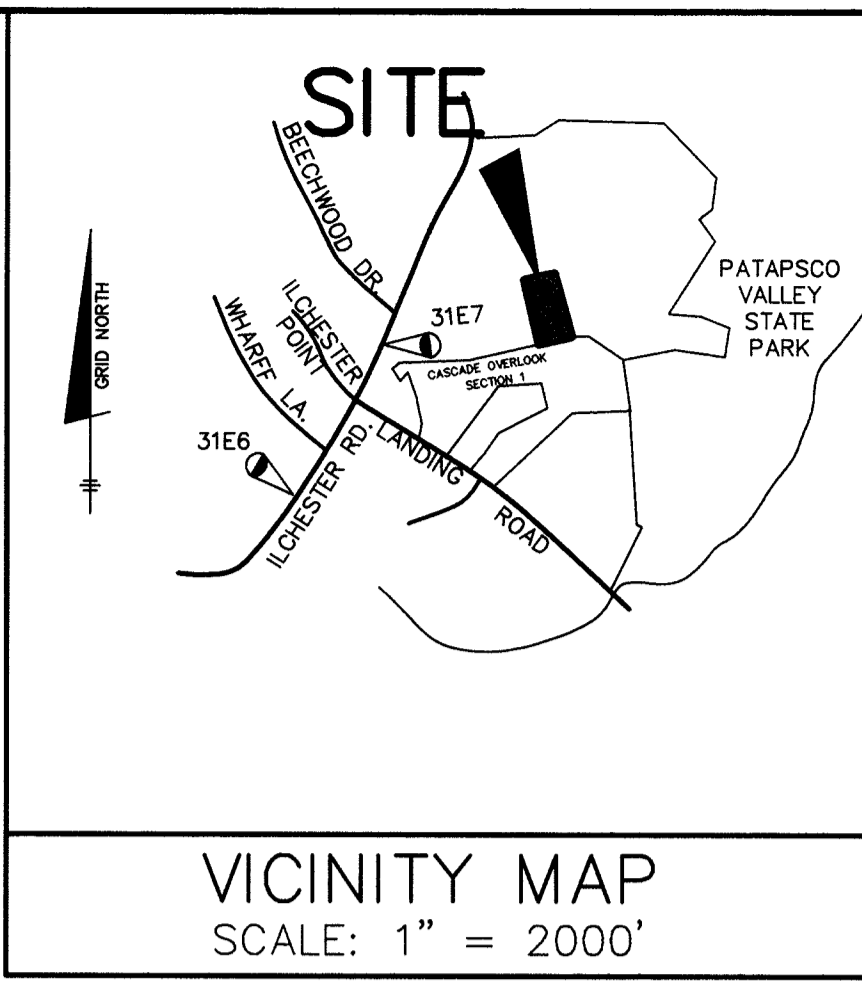 SITE
BEECHWOOD DR.
PATAPSCO
VALLEY
STATE
PARK
GRID NORTH
ILCHESTER
POINT
31E7
WHARFF LA.
CASCADE OVERLOOK
SECTION 1
31E6
ILCHESTER RD.
LANDING
ROAD
VICINITY MAP
SCALE: 1" = 2000'